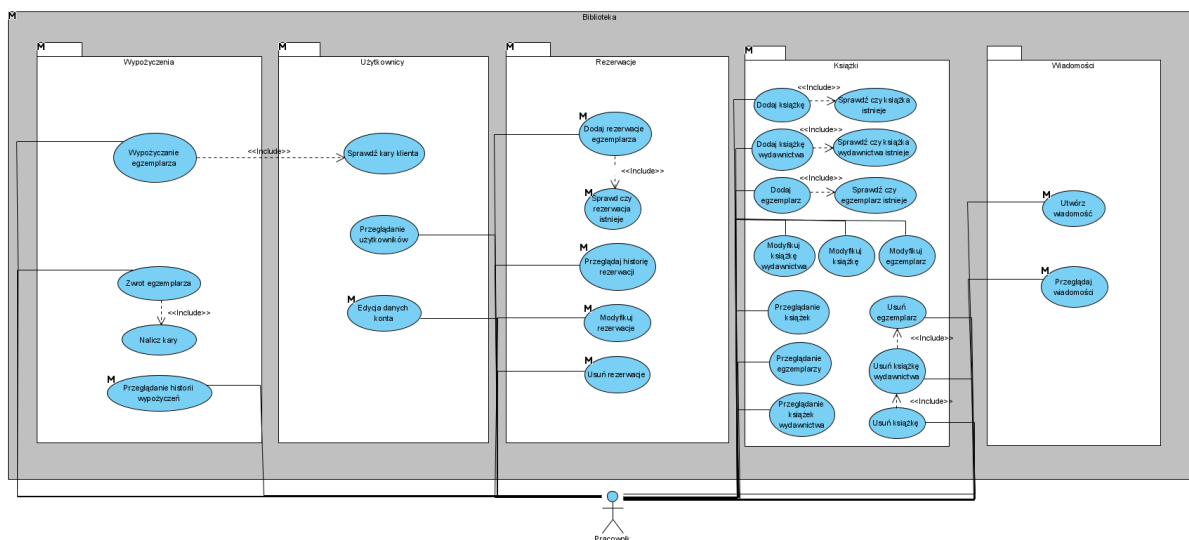 Biblioteka
Wypożyczenia
Wypożyczanie
egzemplarza
<<Include>>
Zwrot egzemplarza
<<Include>>
Nalicz kary
Przeglądanie historii
wypożyczeń
Użytkownicy
Sprawdź kary klienta
Przeglądanie
użytkowników
Edycja danych
konta
Rezerwacje
Dodaj rezerwacje
egzemplarza
<<Include>>
Sprawd czy
rezerwacja
istnieje
Przeglądaj historię
rezerwacji
Modyfikuj
rezerwacje
Usuń rezerwacje
Książki
Dodaj książkę
<<Include>>
Sprawdź czy książka
istnieje
Dodaj książkę
wydawnictwa
<<Include>>
Sprawdź czy książka
wydawnictwa istnieje
Dodaj
egzemplarz
<<Include>>
Sprawdź czy
egzemplarz istnieje
Modyfikuj
książkę
wydawnictwa
Modyfikuj
książkę
Modyfikuj
egzemplarz
Przeglądanie
książek
Usuń
egzemplarz
<<Include>>
Przeglądanie
egzemplarzy
Usuń książkę
wydawnictwa
<<Include>>
Przeglądanie
książek
wydawnictwa
Usuń książkę
Wiadomości
Utwórz
wiadomość
Przeglądaj
wiadomości
Pracownik